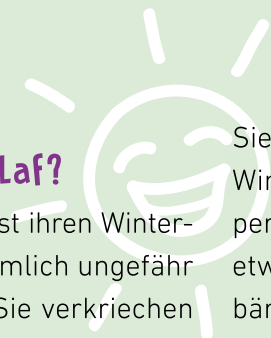 laf?
st ihren Winter-
mlich ungefähr
Sie verkriechen
Sie
Win
per
etw
bär